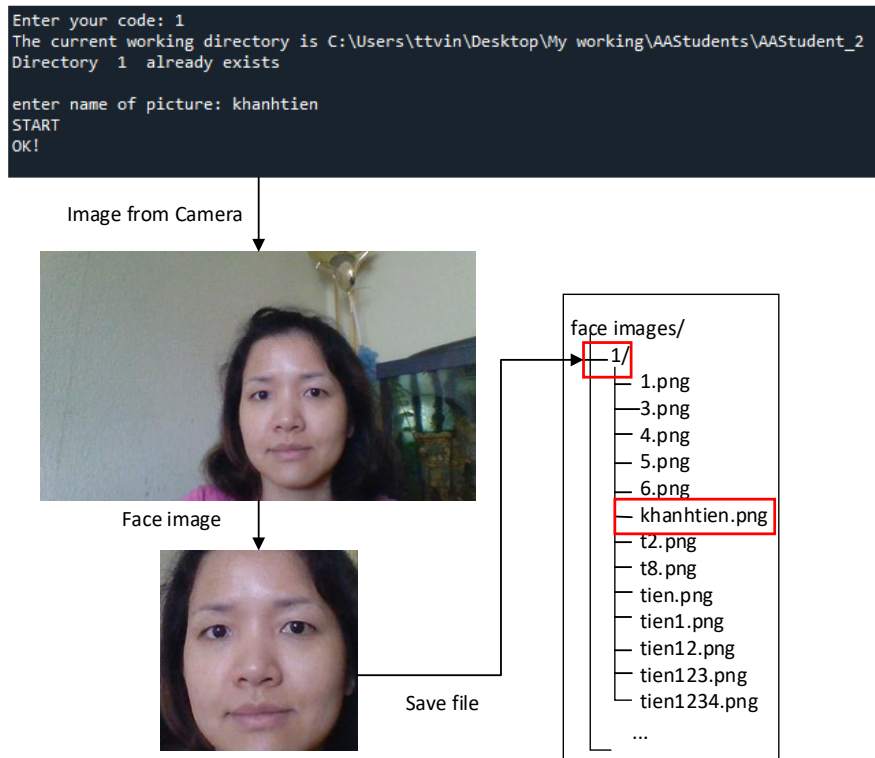 Enter your code: 1
The current working directory is C:\Users\ttvin\Desktop\My working\AAStudents\AAStudent_2
Directory  1  already exists
enter name of picture: khanhtien
START
OK!
Image from Camera
face images/
1/
1.png
3.png
4.png
5.png
6.png
khanhtien.png
t2.png
t8.png
tien.png
tien1.png
tien12.png
tien123.png
tien1234.png
...
Face image
Save file